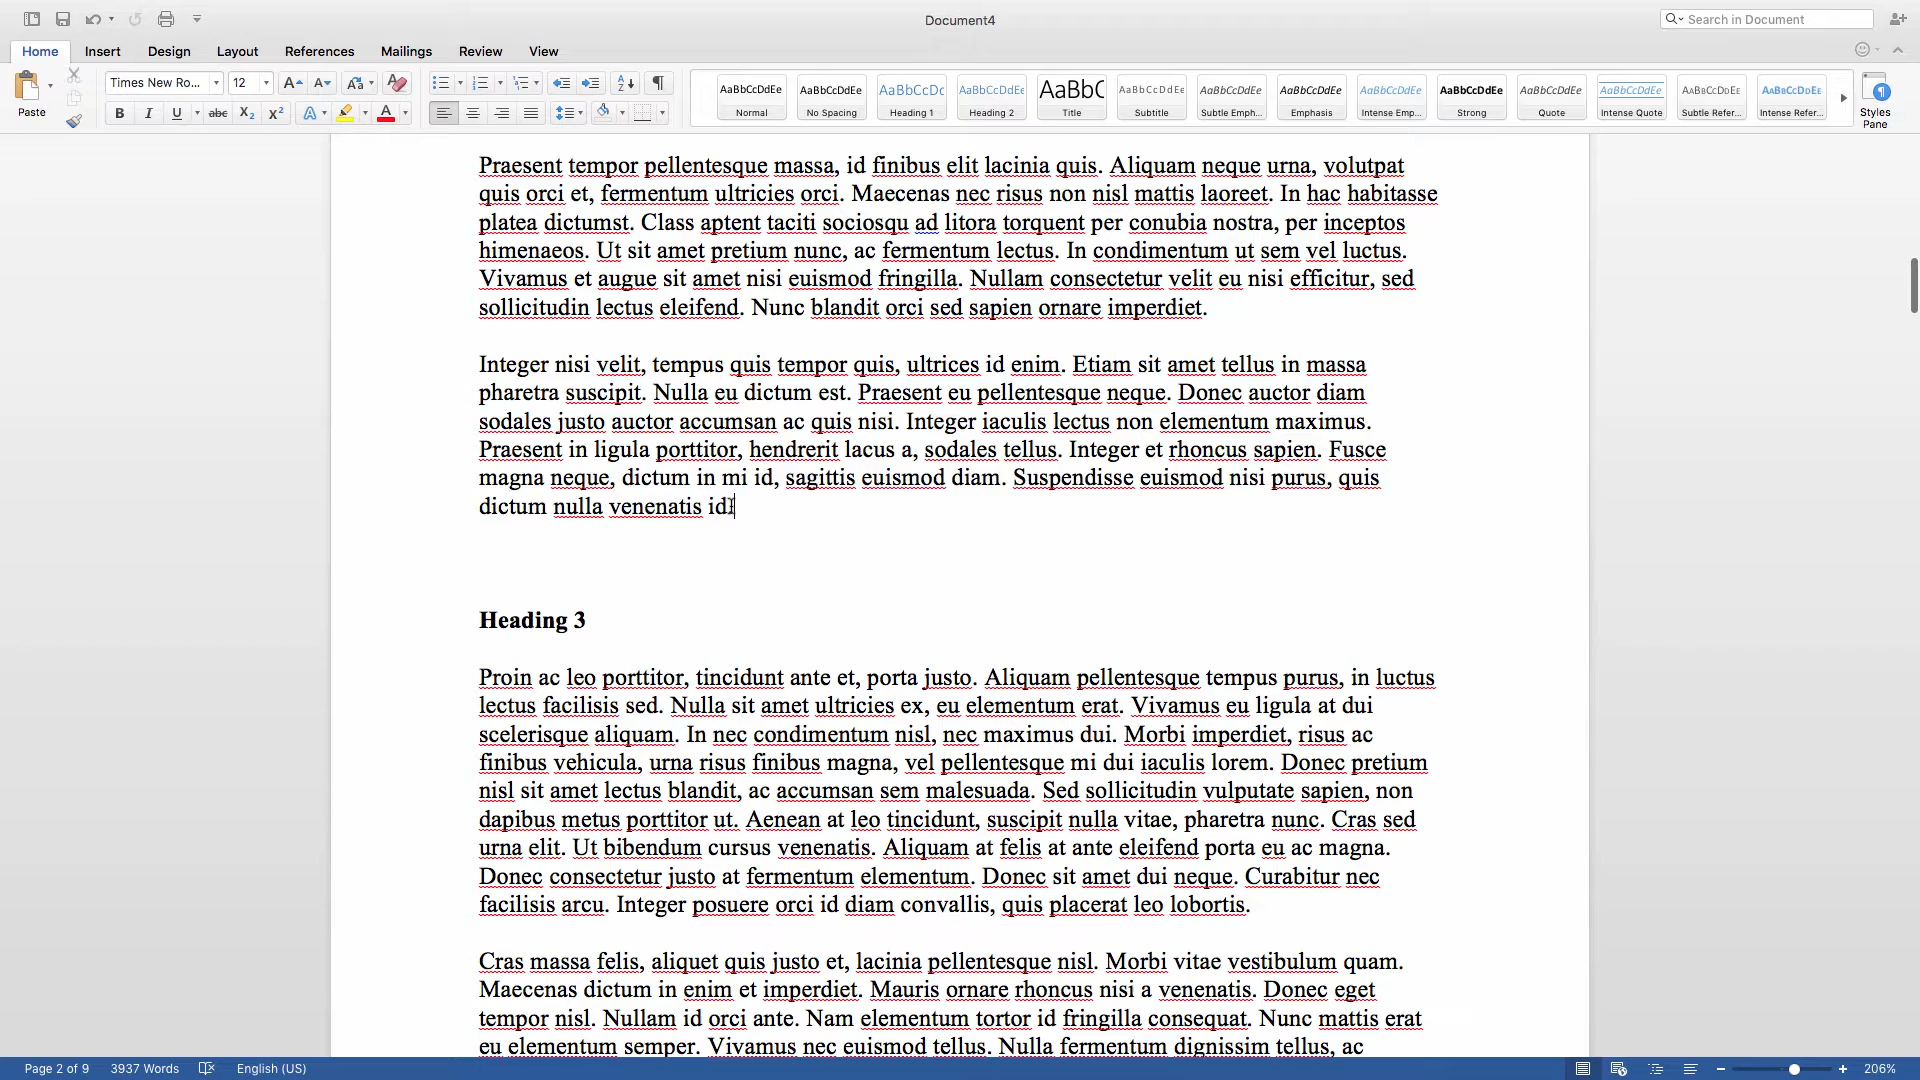 Document4
Search in Document
Home Insert Design Layout References Mailings Review View
Paste
Times New Ro... 12
AaBbCcDdEe AaBbCcDdEe AaBbCcDc AaBbCcDdEe AaBbC AaBbCcDdEe AaBbCcDdEe AaBbCcDdEe AaBbCcDdEe AaBbCcDdEe AaBbCcDdEe AaBbCcDdEe AaBbCcDdEe AaBbCcDdEe
Normal No Spacing Heading 1 Heading 2 Title Subtitle Subtle Emph... Emphasis Intense Emp... Strong Quote Intense Quote Subtle Refer... Intense Refer...
Styles
Pane
Praesent tempor pellentesque massa, id finibus elit lacinia quis. Aliquam neque urna, volutpat
quis orci et, fermentum ultricies orci. Maecenas nec risus non nisl mattis laoreet. In hac habitasse
platea dictumst. Class aptent taciti sociosqu ad litora torquent per conubia nostra, per inceptos
himenaeos. Ut sit amet pretium nunc, ac fermentum lectus. In condimentum ut sem vel luctus.
Vivamus et augue sit amet nisi euismod fringilla. Nullam consectetur velit eu nisi efficitur, sed
sollicitudin lectus eleifend. Nunc blandit orci sed sapien ornare imperdiet.
Integer nisi velit, tempus quis tempor quis, ultrices id enim. Etiam sit amet tellus in massa
pharetra suscipit. Nulla eu dictum est. Praesent eu pellentesque neque. Donec auctor diam
sodales justo auctor accumsan ac quis nisi. Integer iaculis lectus non elementum maximus.
Praesent in ligula porttitor, hendrerit lacus a, sodales tellus. Integer et rhoncus sapien. Fusce
magna neque, dictum in mi id, sagittis euismod diam. Suspendisse euismod nisi purus, quis
dictum nulla venenatis id.
Heading 3
Proin ac leo porttitor, tincidunt ante et, porta justo. Aliquam pellentesque tempus purus, in luctus
lectus facilisis sed. Nulla sit amet ultricies ex, eu elementum erat. Vivamus eu ligula at dui
scelerisque aliquam. In nec condimentum nisl, nec maximus dui. Morbi imperdiet, risus ac
finibus vehicula, urna risus finibus magna, vel pellentesque mi dui iaculis lorem. Donec pretium
nisl sit amet lectus blandit, ac accumsan sem malesuada. Sed sollicitudin vulputate sapien, non
dapibus metus porttitor ut. Aenean at leo tincidunt, suscipit nulla vitae, pharetra nunc. Cras sed
urna elit. Ut bibendum cursus venenatis. Aliquam at felis at ante eleifend porta eu ac magna.
Donec consectetur justo at fermentum elementum. Donec sit amet dui neque. Curabitur nec
facilisis arcu. Integer posuere orci id diam convallis, quis placerat leo lobortis.
Cras massa felis, aliquet quis justo et, lacinia pellentesque nisl. Morbi vitae vestibulum quam.
Maecenas dictum in enim et imperdiet. Mauris ornare rhoncus nisi a venenatis. Donec eget
tempor nisl. Nullam id orci ante. Nam elementum tortor id fringilla consequat. Nunc mattis erat
eu elementum semper. Vivamus nec euismod tellus. Nulla fermentum dignissim tellus, ac
Page 2 of 9 3937 Words English (US) 206%